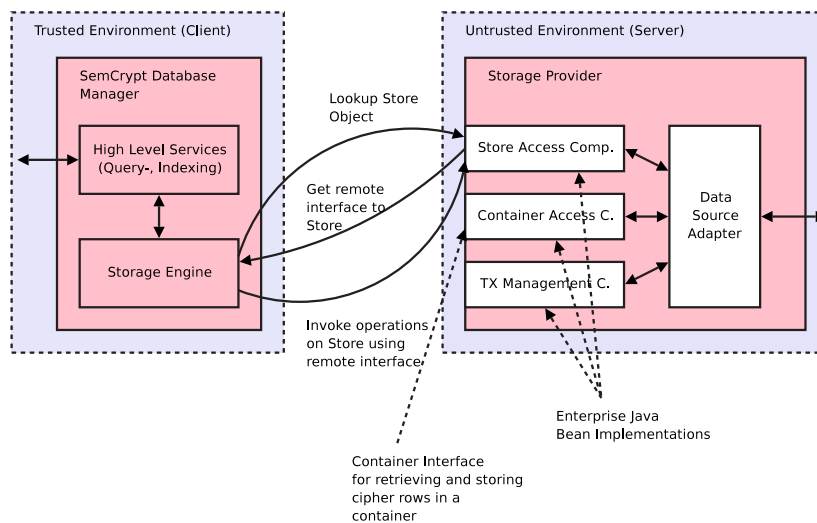 Trusted Environment (Client)
SemCrypt Database
Manager
High Level Services
(Query-, Indexing)
Storage Engine
Lookup Store
Object
Get remote
interface to
Store
Invoke operations
on Store using
remote interface
Untrusted Environment (Server)
Storage Provider
Store Access Comp.
Container Access C.
TX Management C.
Data
Source
Adapter
Enterprise Java
Bean Implementations
Container Interface
for retrieving and storing
cipher rows in a
container